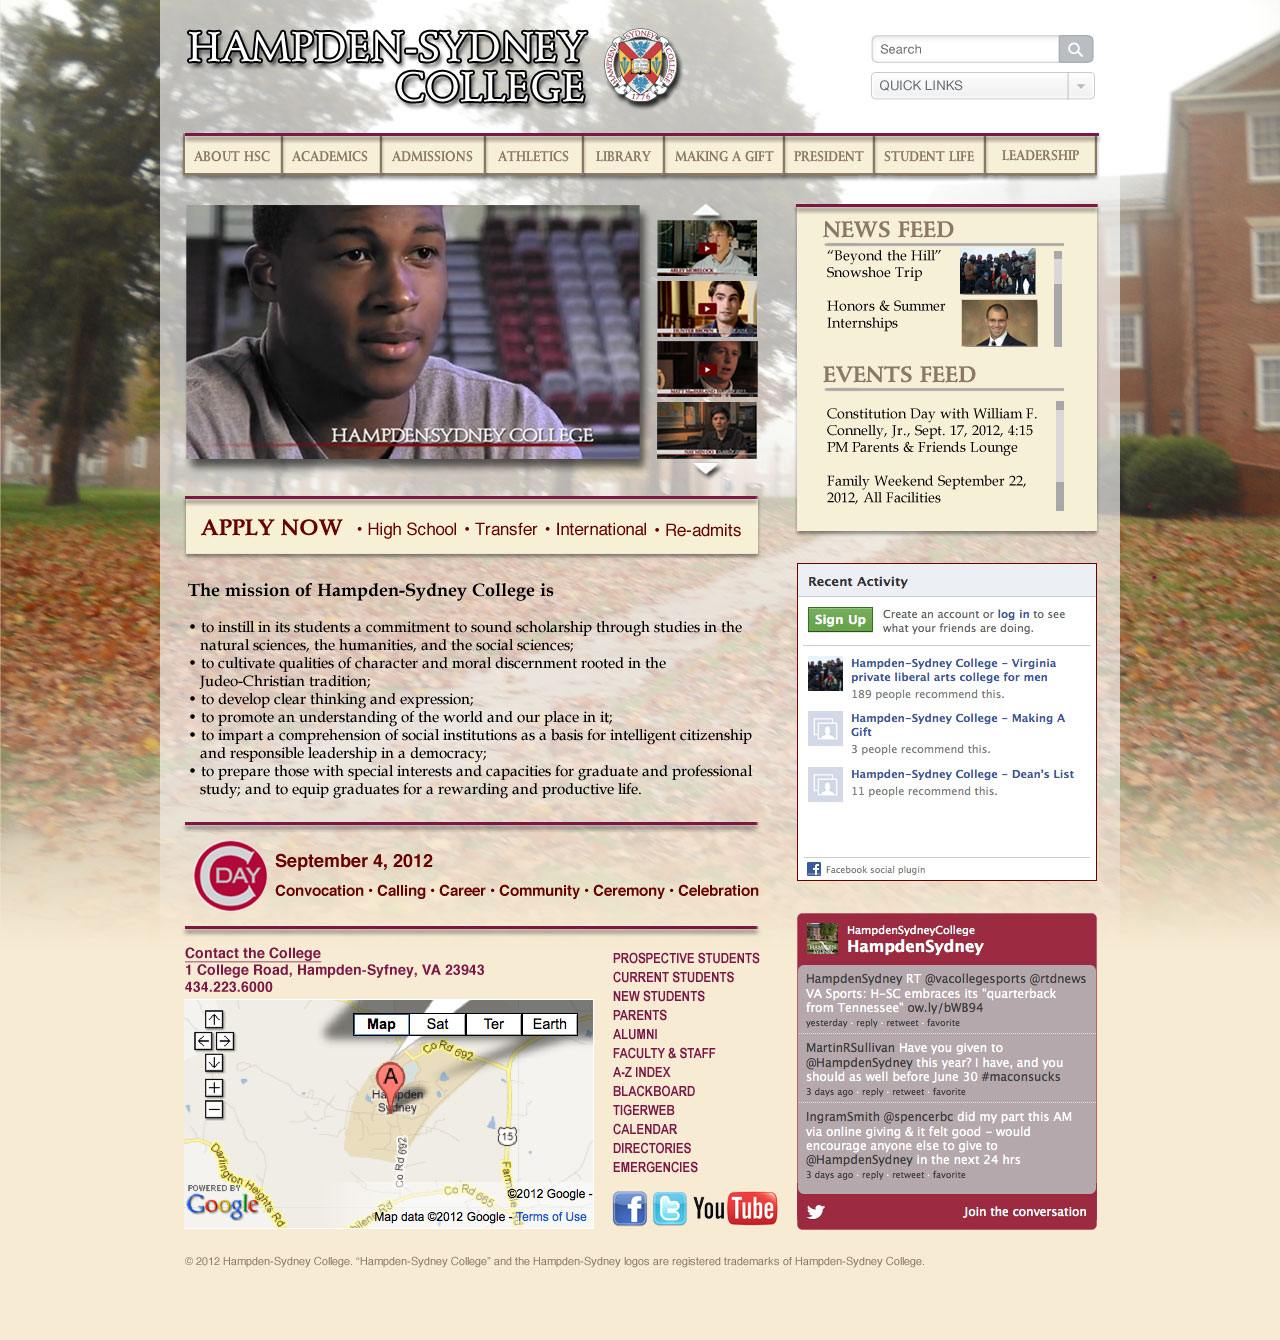 HAMPDEN-SYDNEY
COLLEGE
HAMPDEN SYDNEY COLLEGE
1776
Search
QUICK LINKS
ABOUT HSC
ACADEMICS
ADMISSIONS
ATHLETICS
LIBRARY
MAKING A GIFT
PRESIDENT
STUDENT LIFE
LEADERSHIP
HAMPDEN-SYDNEY COLLEGE
ARLEY MORELOCK
HUNTER BROWN
NEWS FEED
“Beyond the Hill”
Snowshoe Trip
Honors & Summer
Internships
EVENTS FEED
Constitution Day with William F.
Connelly, Jr., Sept. 17, 2012, 4:15
PM Parents & Friends Lounge
Family Weekend September 22,
2012, All Facilities
APPLY NOW • High School • Transfer • International • Re-admits
The mission of Hampden-Sydney College is
• to instill in its students a commitment to sound scholarship through studies in the
natural sciences, the humanities, and the social sciences;
• to cultivate qualities of character and moral discernment rooted in the
Judeo-Christian tradition;
• to develop clear thinking and expression;
• to promote an understanding of the world and our place in it;
• to impart a comprehension of social institutions as a basis for intelligent citizenship
and responsible leadership in a democracy;
• to prepare those with special interests and capacities for graduate and professional
study; and to equip graduates for a rewarding and productive life.
C DAY
September 4, 2012
Convocation • Calling • Career • Community • Ceremony • Celebration
Recent Activity
Sign Up
Create an account or log in to see
what your friends are doing.
Hampden-Sydney College - Virginia
private liberal arts college for men
189 people recommend this.
Hampden-Sydney College - Making A
Gift
3 people recommend this.
Hampden-Sydney College - Dean's List
11 people recommend this.
Facebook social plugin
Contact the College
1 College Road, Hampden-Syfney, VA 23943
434.223.6000
Map
Sat
Ter
Earth
Co Rd 692
A
Hampden
Sydney
Co Rd 692
15
Farm
Darlington Heights Rd
Co Rd 665
POWERED BY
Google
©2012 Google -
Map data ©2012 Google - Terms of Use
PROSPECTIVE STUDENTS
CURRENT STUDENTS
NEW STUDENTS
PARENTS
ALUMNI
FACULTY & STAFF
A-Z INDEX
BLACKBOARD
TIGERWEB
CALENDAR
DIRECTORIES
EMERGENCIES
f
t
YouTube
HampdenSydneyCollege
HampdenSydney
HampdenSydney RT @vacollegesports @rtdnews
VA Sports: H-SC embraces its "quarterback
from Tennessee" ow.ly/bWB94
yesterday · reply · retweet · favorite
MartinRSullivan Have you given to
@HampdenSydney this year? I have, and you
should as well before June 30 #maconsucks
3 days ago · reply · retweet · favorite
IngramSmith @spencerbc did my part this AM
via online giving & it felt good – would
encourage anyone else to give to
@HampdenSydney in the next 24 hrs
3 days ago · reply · retweet · favorite
Join the conversation
© 2012 Hampden-Sydney College. “Hampden-Sydney College” and the Hampden-Sydney logos are registered trademarks of Hampden-Sydney College.